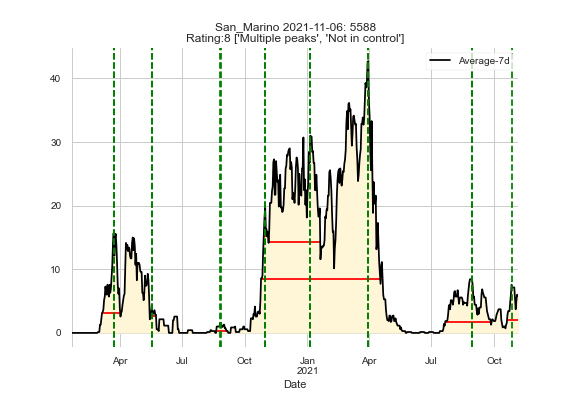 San_Marino 2021-11-06: 5588
Rating:8 ['Multiple peaks', 'Not in control']
Average-7d
40
30
20
10
0
Apr Jul Oct Jan Apr Jul Oct
2021
Date